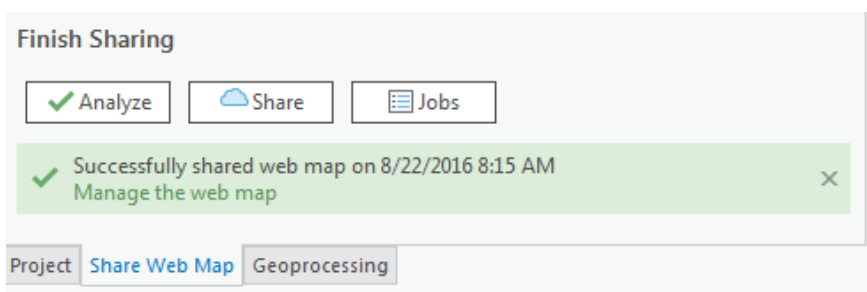 Finish Sharing
Analyze Share Jobs
Successfully shared web map on 8/22/2016 8:15 AM
Manage the web map
Project Share Web Map Geoprocessing